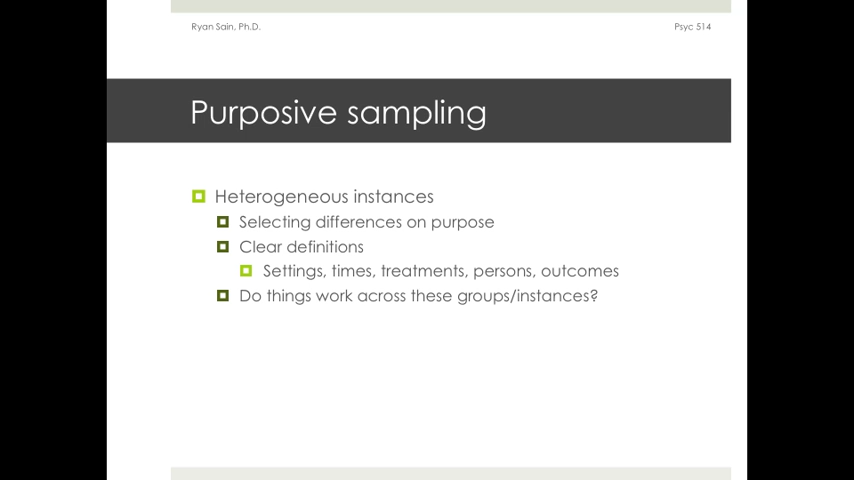 Ryan Sain, Ph.D.
Psyc 514
Purposive sampling
Heterogeneous instances
Selecting differences on purpose
Clear definitions
Settings, times, treatments, persons, outcomes
Do things work across these groups/instances?